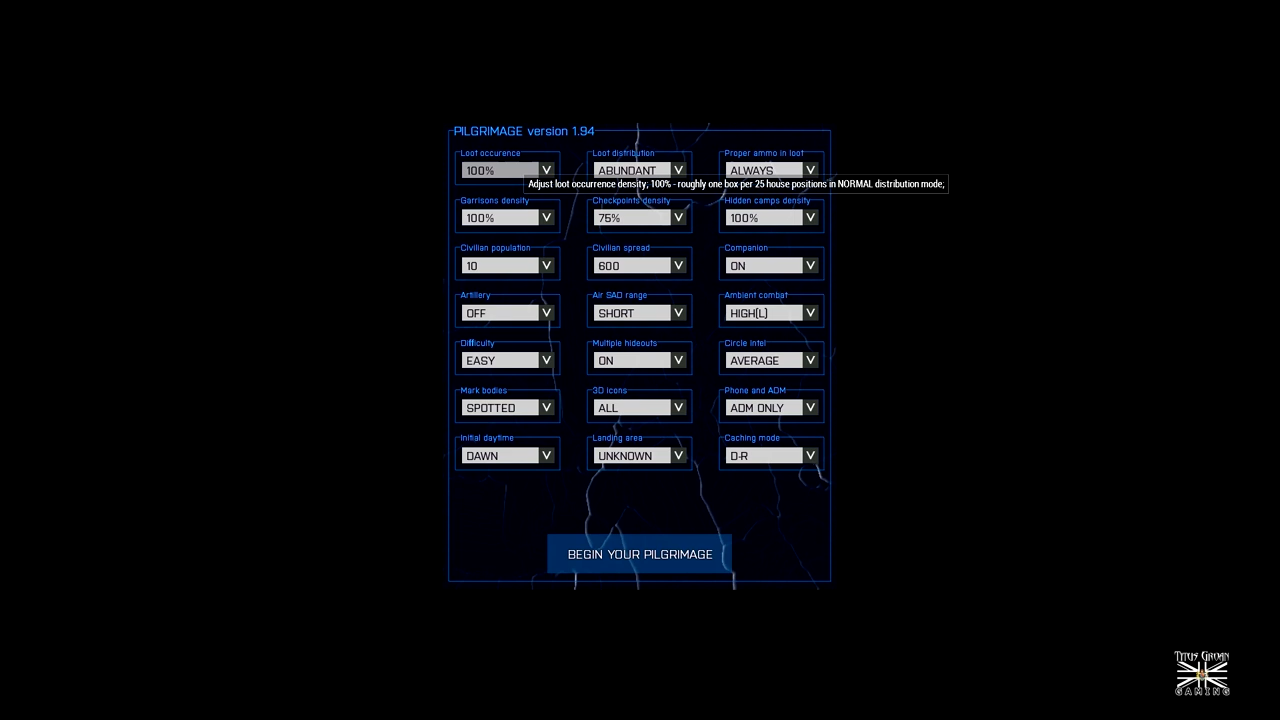 PILGRIMAGE version 1.94
Loot occurence
Loot distribution
Proper ammo in loot
100%
ABUNDANT
ALWAYS
Adjust loot occurrence density; 100% - roughly one box per 25 house positions in NORMAL distribution mode;
Garrisons density
Checkpoints density
Hidden camps density
100%
75%
100%
Civilian population
Civilian spread
Companion
10
600
ON
Artillery
Air SAD range
Ambient combat
OFF
SHORT
HIGH(L)
Difficulty
Multiple hideouts
Circle Intel
EASY
ON
AVERAGE
Mark bodies
3D icons
Phone and ADM
SPOTTED
ALL
ADM ONLY
Initial daytime
Landing area
Caching mode
DAWN
UNKNOWN
D-R
BEGIN YOUR PILGRIMAGE
TITUS GROAN
GAMING